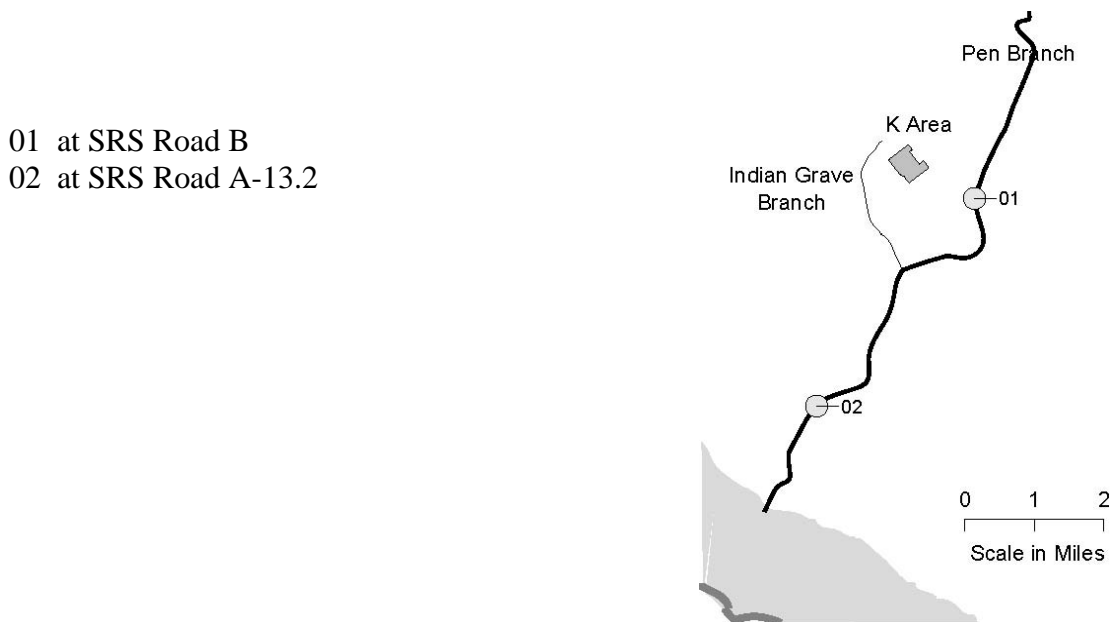 01 at SRS Road B
02 at SRS Road A-13.2
Pen Branch
K Area
Indian Grave
Branch
01
02
0 1 2
Scale in Miles